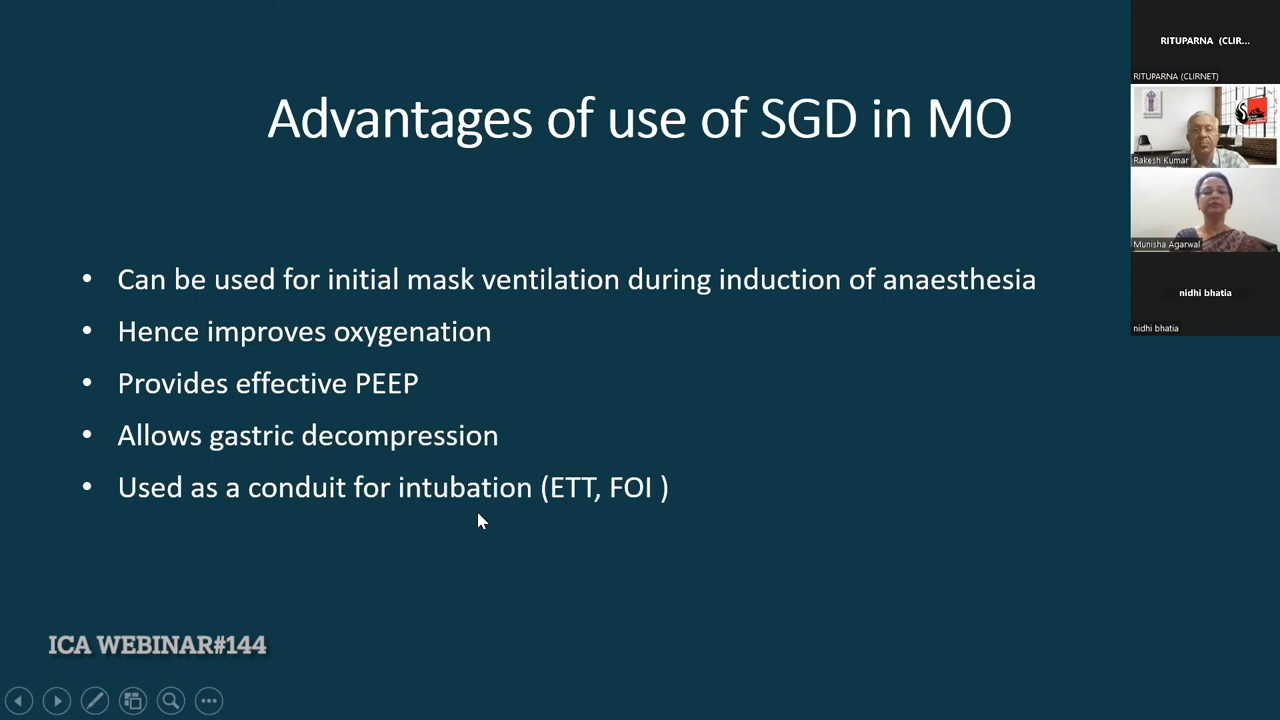 Advantages of use of SGD in MO
• Can be used for initial mask ventilation during induction of anaesthesia
• Hence improves oxygenation
• Provides effective PEEP
• Allows gastric decompression
• Used as a conduit for intubation (ETT, FOI )
ICA WEBINAR#144
RITUPARNA (CLIR...
RITUPARNA (CLIRNET)
Rakesh Kumar
Munisha Agarwal
nidhi bhatia
nidhi bhatia